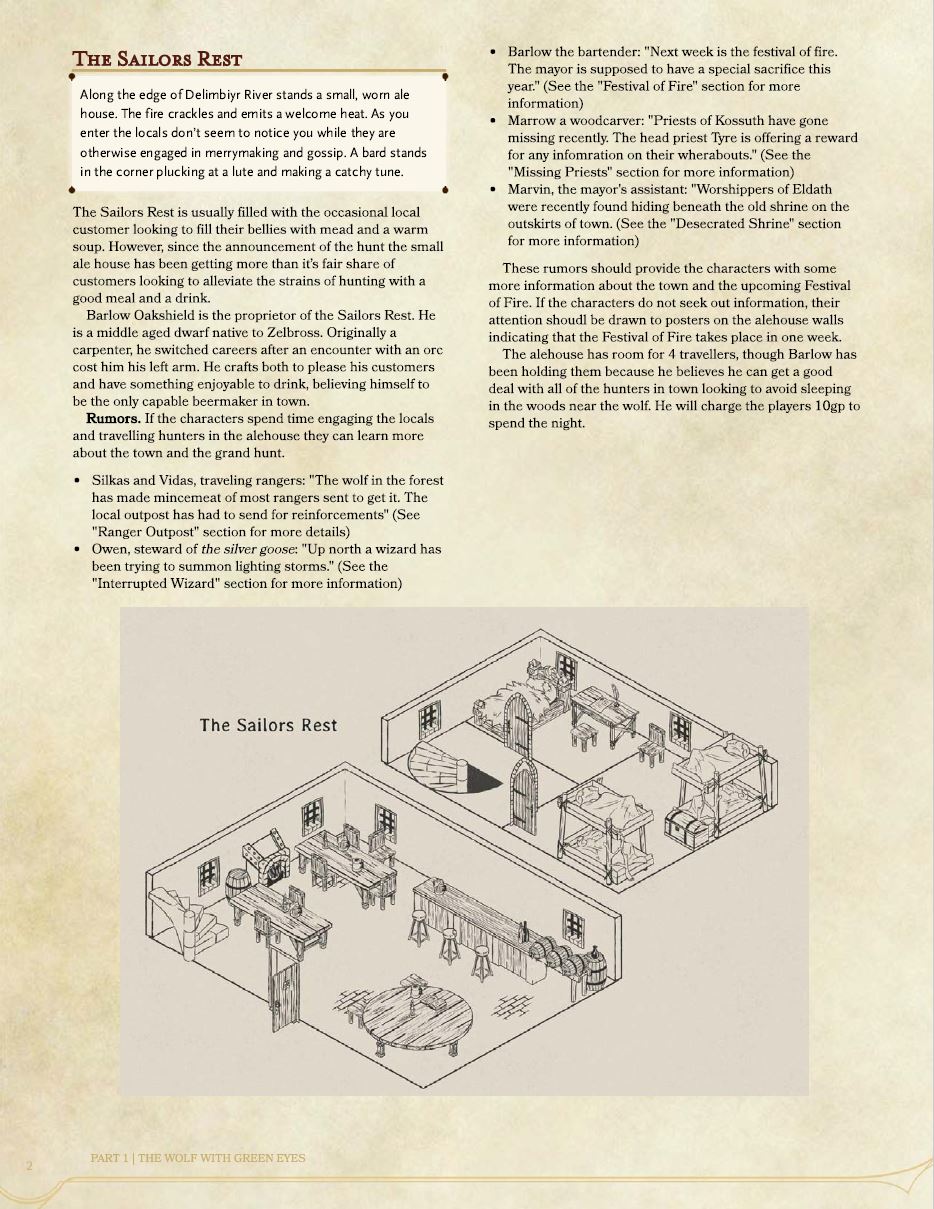 The Sailors Rest
Along the edge of Delimbiyr River stands a small, worn ale
house. The fire crackles and emits a welcome heat. As you
enter the locals don't seem to notice you while they are
otherwise engaged in merrymaking and gossip. A bard stands
in the corner plucking at a lute and making a catchy tune.
The Sailors Rest is usually filled with the occasional local
customer looking to fill their bellies with mead and a warm
soup. However, since the announcement of the hunt the small
ale house has been getting more than it's fair share of
customers looking to alleviate the strains of hunting with a
good meal and a drink.
Barlow Oakshield is the proprietor of the Sailors Rest. He
is a middle aged dwarf native to Zelbross. Originally a
carpenter, he switched careers after an encounter with an orc
cost him his left arm. He crafts both to please his customers
and have something enjoyable to drink, believing himself to
be the only capable beermaker in town.
Rumors. If the characters spend time engaging the locals
and travelling hunters in the alehouse they can learn more
about the town and the grand hunt.
• Silkas and Vidas, traveling rangers: "The wolf in the forest
has made mincemeat of most rangers sent to get it. The
local outpost has had to send for reinforcements" (See
"Ranger Outpost" section for more details)
• Owen, steward of the silver goose: "Up north a wizard has
been trying to summon lighting storms." (See the
"Interrupted Wizard" section for more information)
• Barlow the bartender: "Next week is the festival of fire.
The mayor is supposed to have a special sacrifice this
year." (See the "Festival of Fire" section for more
information)
• Marrow a woodcarver: "Priests of Kossuth have gone
missing recently. The head priest Tyre is offering a reward
for any infomration on their wherabouts." (See the
"Missing Priests" section for more information)
• Marvin, the mayor's assistant: "Worshippers of Eldath
were recently found hiding beneath the old shrine on the
outskirts of town. (See the "Desecrated Shrine" section
for more information)
These rumors should provide the characters with some
more information about the town and the upcoming Festival
of Fire. If the characters do not seek out information, their
attention shoudl be drawn to posters on the alehouse walls
indicating that the Festival of Fire takes place in one week.
The alehouse has room for 4 travellers, though Barlow has
been holding them because he believes he can get a good
deal with all of the hunters in town looking to avoid sleeping
in the woods near the wolf. He will charge the players 10gp to
spend the night.
The Sailors Rest
2
PART 1 | THE WOLF WITH GREEN EYES